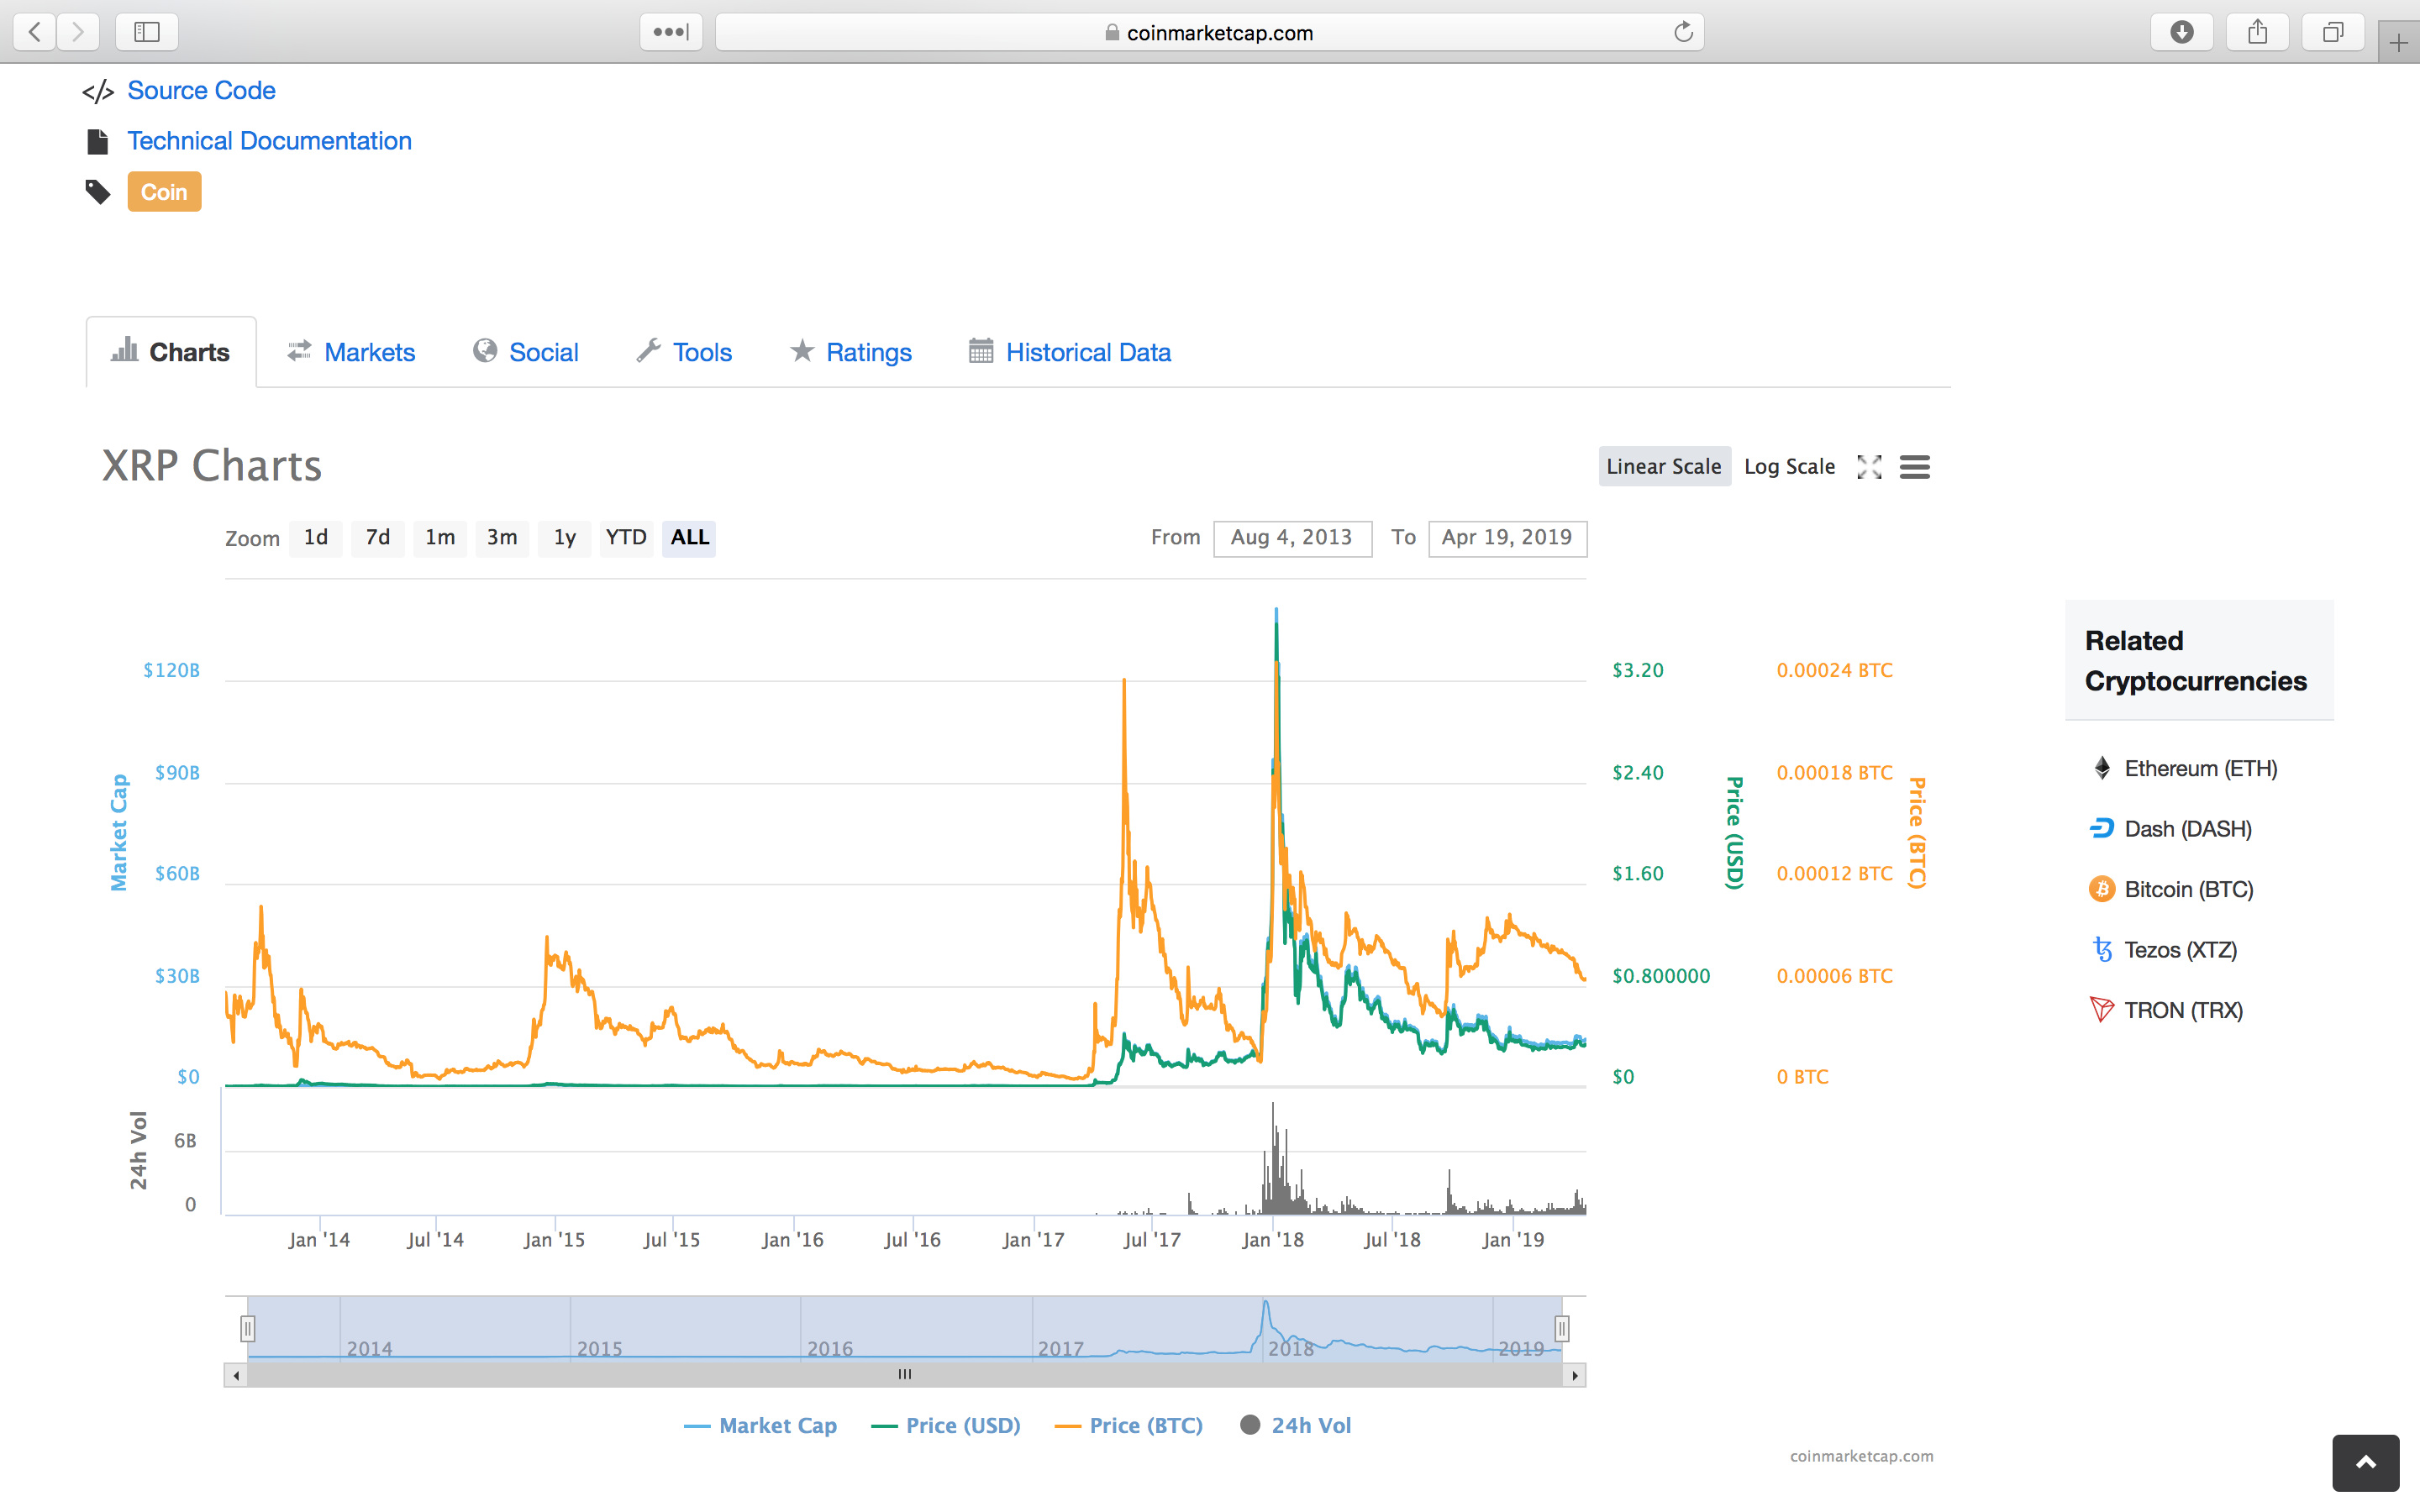 coinmarketcap.com
Source Code
Technical Documentation
Coin
Charts Markets Social Tools Ratings Historical Data
XRP Charts
Linear Scale Log Scale
Zoom 1d 7d 1m 3m 1y YTD ALL From Aug 4, 2013 To Apr 19, 2019
Market Cap
$120B
$90B
$60B
$30B
$0
24h Vol
6B
0
$3.20
$2.40
$1.60
$0.800000
$0
Price (USD)
0.00024 BTC
0.00018 BTC
0.00012 BTC
0.00006 BTC
0 BTC
Price (BTC)
Jan '14 Jul '14 Jan '15 Jul '15 Jan '16 Jul '16 Jan '17 Jul '17 Jan '18 Jul '18 Jan '19
2014 2015 2016 2017 2018 2019
Market Cap Price (USD) Price (BTC) 24h Vol
coinmarketcap.com
Related
Cryptocurrencies
Ethereum (ETH)
Dash (DASH)
Bitcoin (BTC)
Tezos (XTZ)
TRON (TRX)